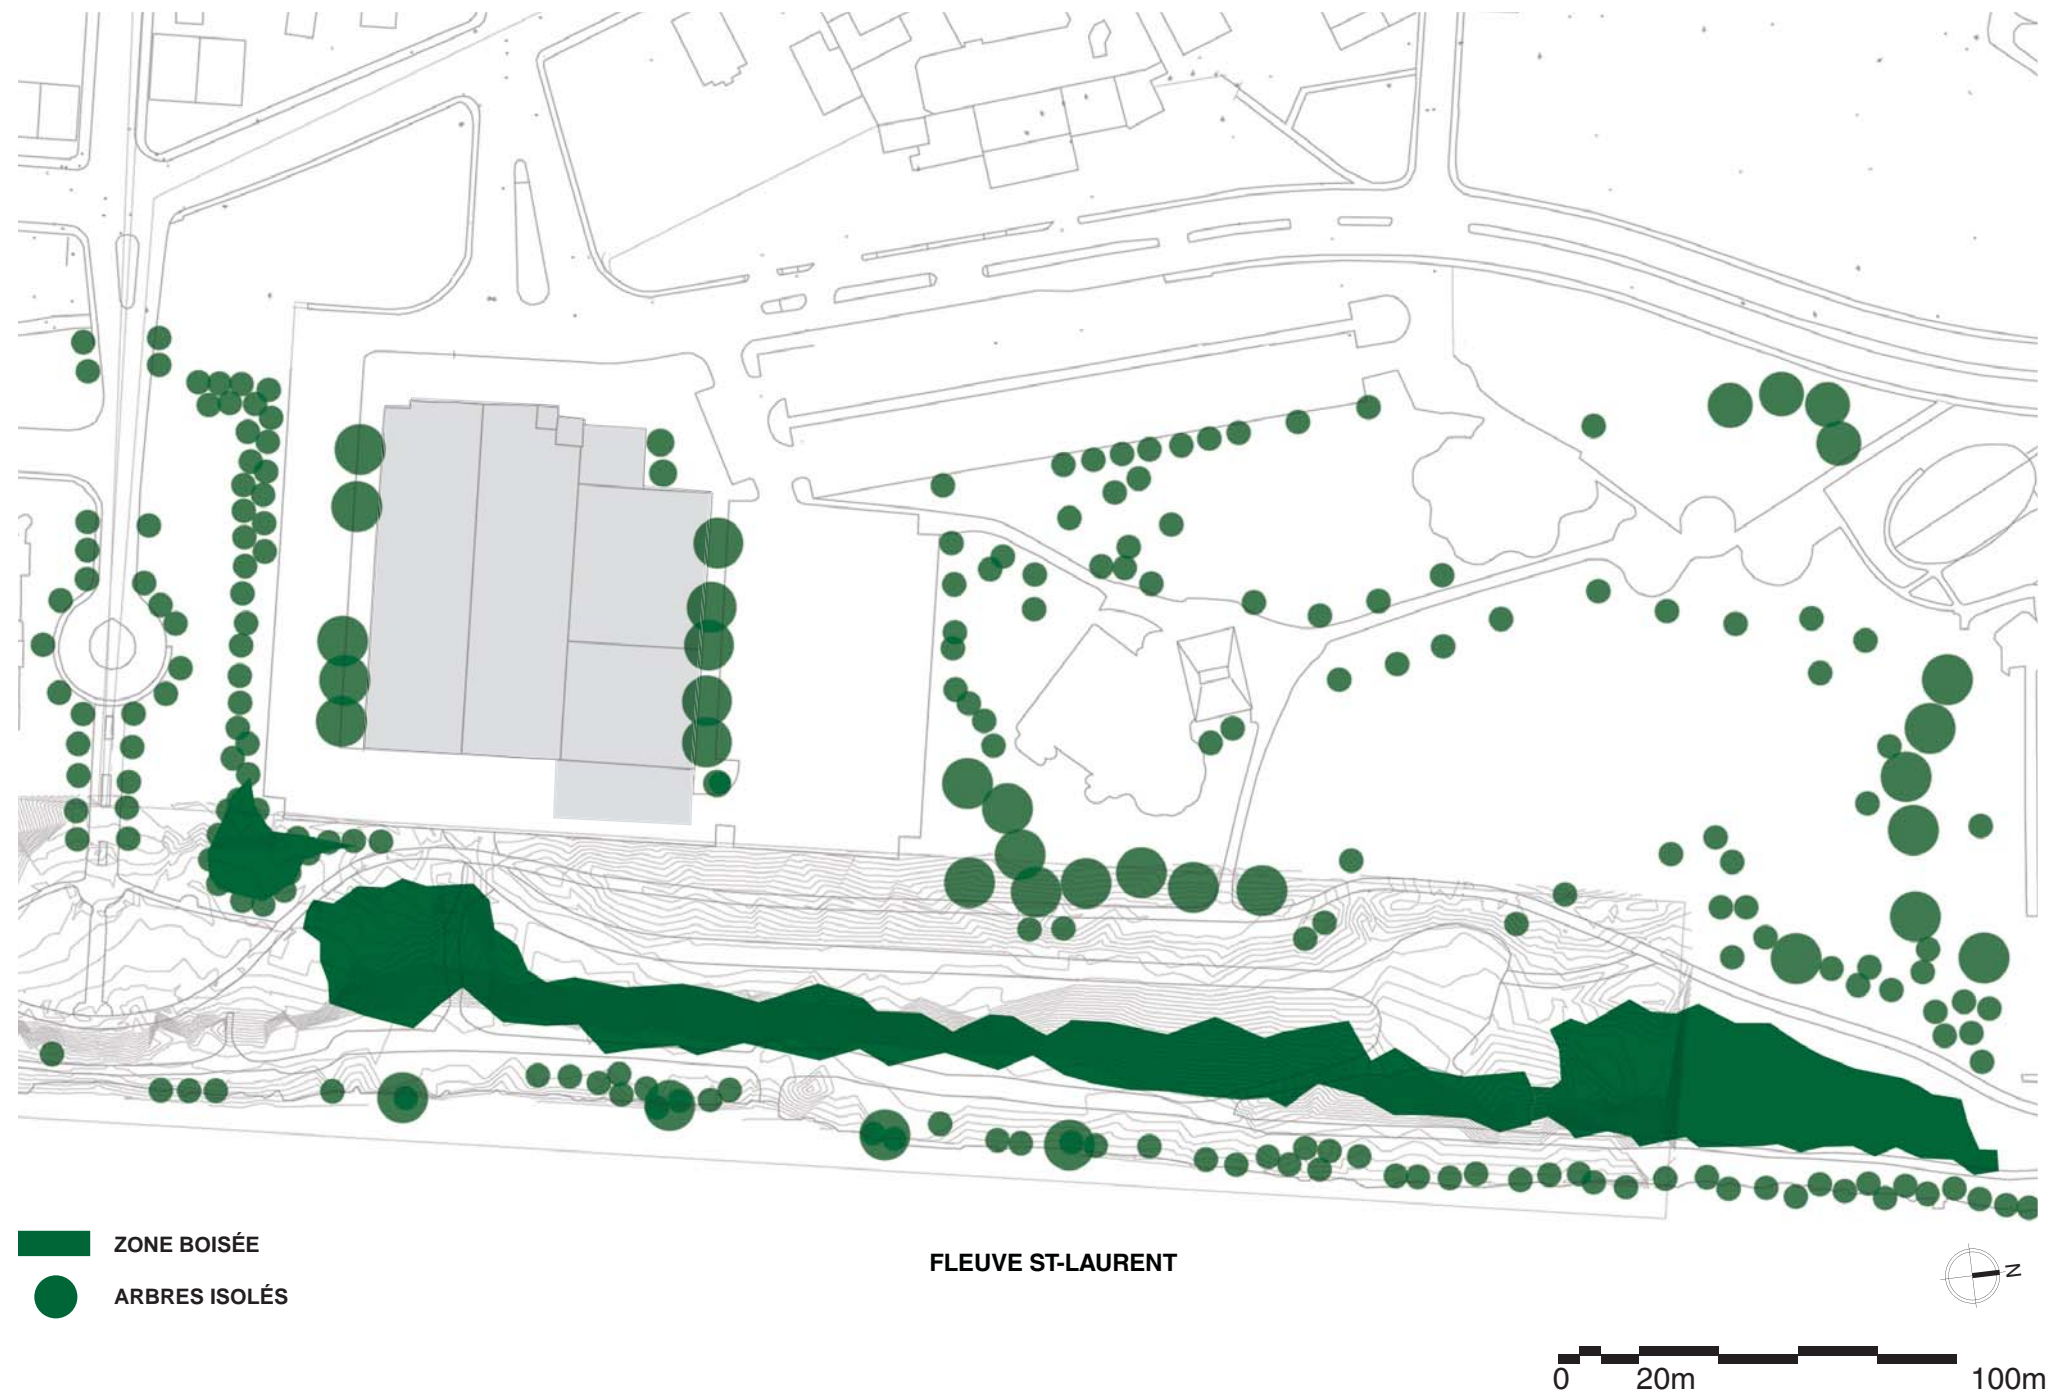 ZONE BOISÉE
ARBRES ISOLÉS
FLEUVE ST-LAURENT
N
0 20m 100m